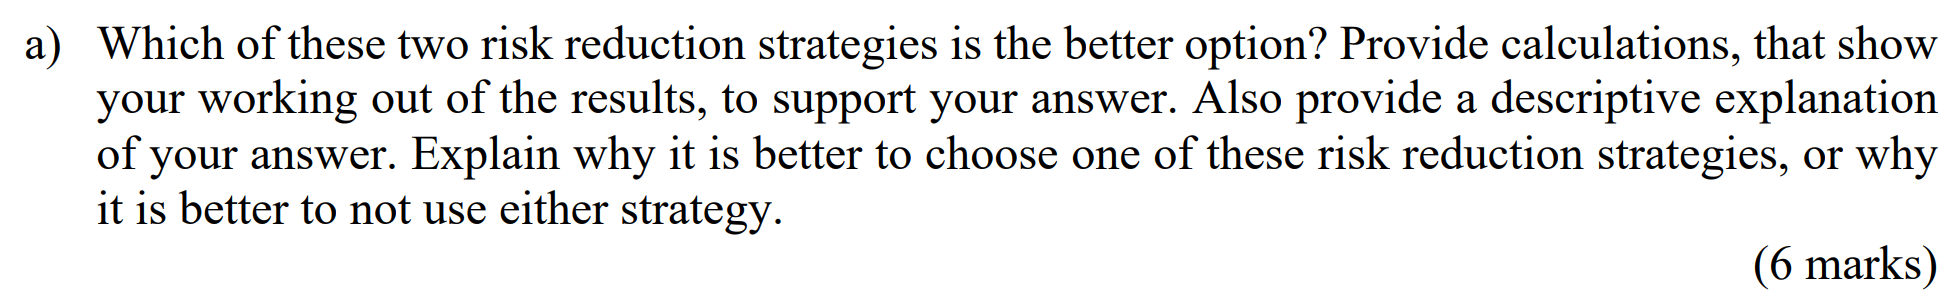 a) Which of these two risk reduction strategies is the better option? Provide calculations, that show
your working out of the results, to support your answer. Also provide a descriptive explanation
of your answer. Explain why it is better to choose one of these risk reduction strategies, or why
it is better to not use either strategy.
(6 marks)